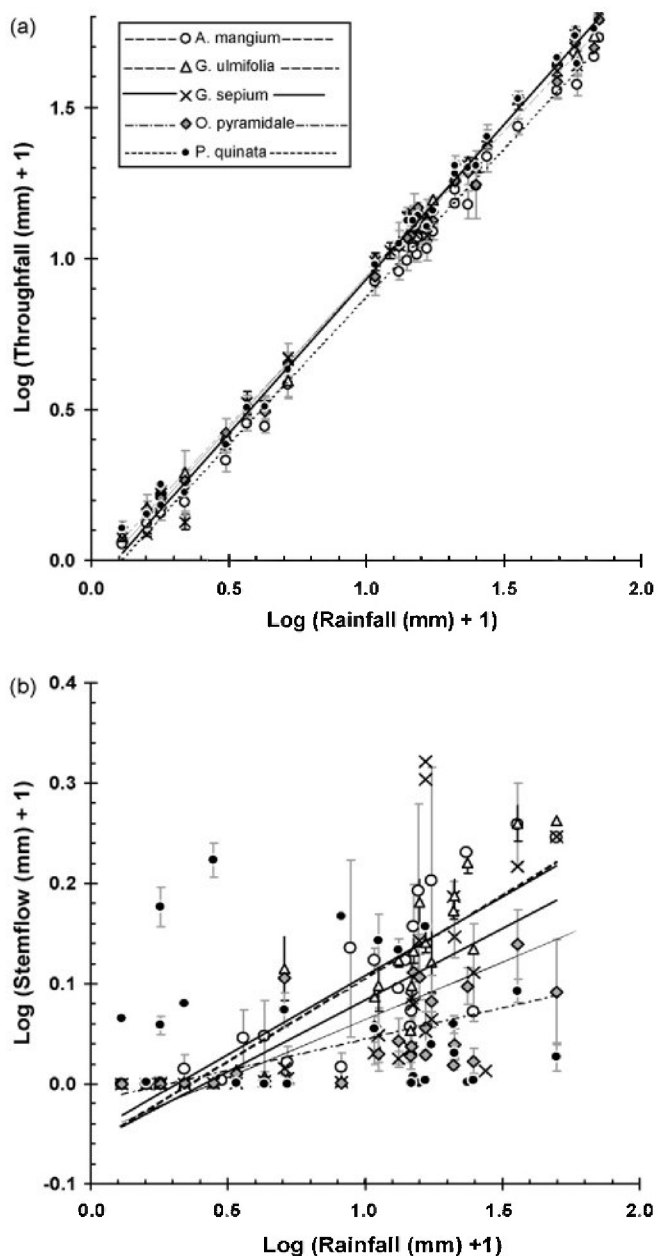 (a)
A. mangium
G. ulmifolia
G. sepium
O. pyramidale
P. quinata
Log (Throughfall (mm) + 1)
1.5
1.0
0.5
0.0
0.0 0.5 1.0 1.5 2.0
Log (Rainfall (mm) + 1)
(b)
Log (Stemflow (mm) + 1)
0.4
0.3
0.2
0.1
0.0
-0.1
0.0 0.5 1.0 1.5 2.0
Log (Rainfall (mm) +1)